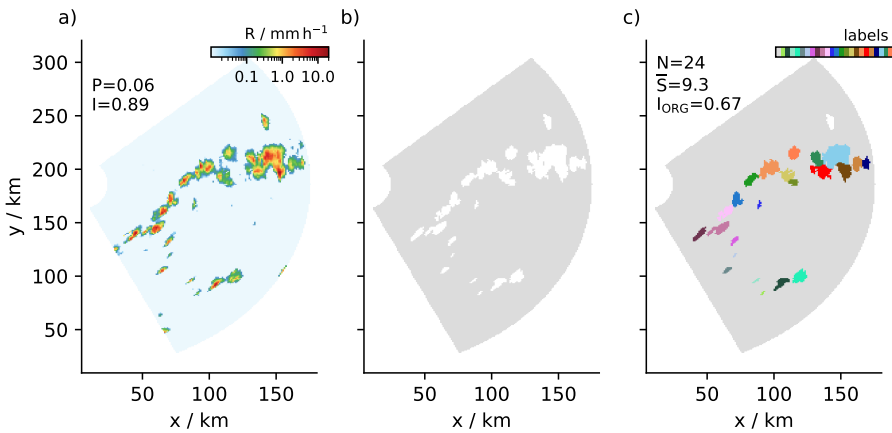 a)
b)
c)
R / mm h⁻¹
0.1 1.0 10.0
P=0.06
I=0.89
labels
N=24
S̅=9.3
I_ORG=0.67
300
250
200
150
100
50
y / km
50 100 150
x / km
50 100 150
x / km
50 100 150
x / km